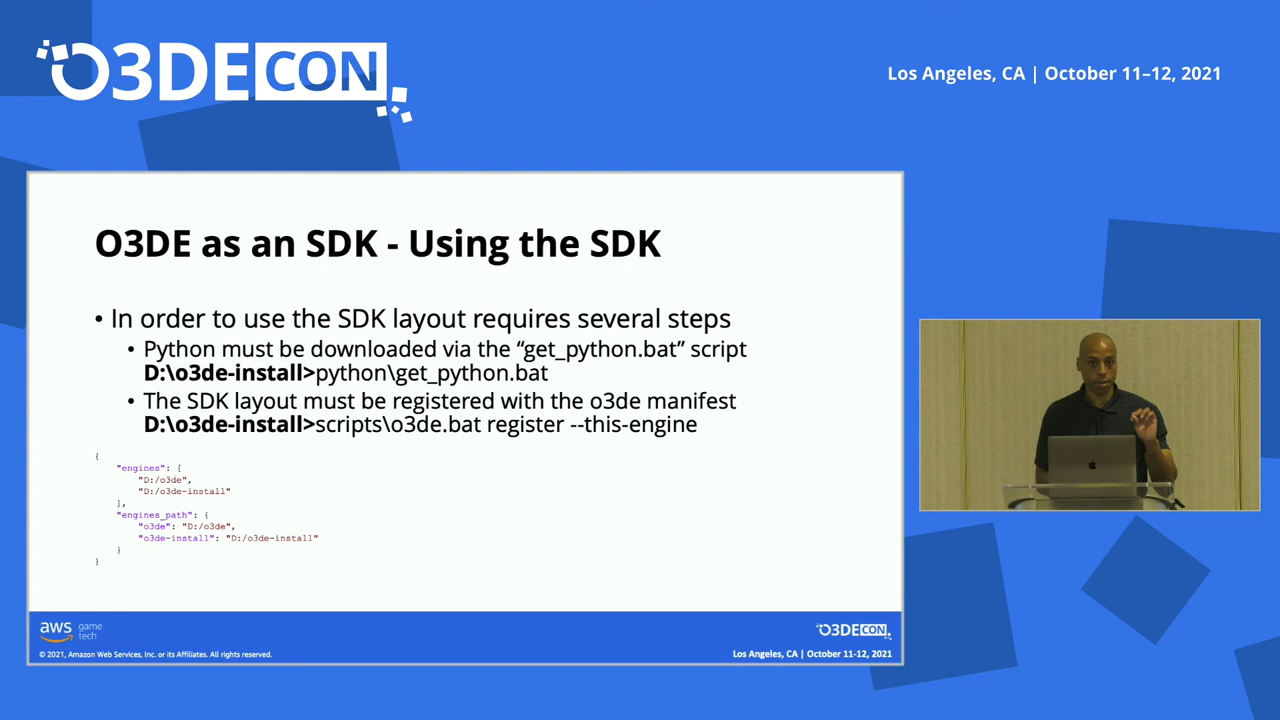 O3DECON
Los Angeles, CA | October 11–12, 2021
O3DE as an SDK - Using the SDK
• In order to use the SDK layout requires several steps
• Python must be downloaded via the “get_python.bat” script
D:\o3de-install>python\get_python.bat
• The SDK layout must be registered with the o3de manifest
D:\o3de-install>scripts\o3de.bat register --this-engine
{
"engines": [
"D:/o3de",
"D:/o3de-install"
],
"engines_path": {
"o3de": "D:/o3de",
"o3de-install": "D:/o3de-install"
}
}
aws game tech
O3DECON
© 2021, Amazon Web Services, Inc. or its Affiliates. All rights reserved.
Los Angeles, CA | October 11-12, 2021